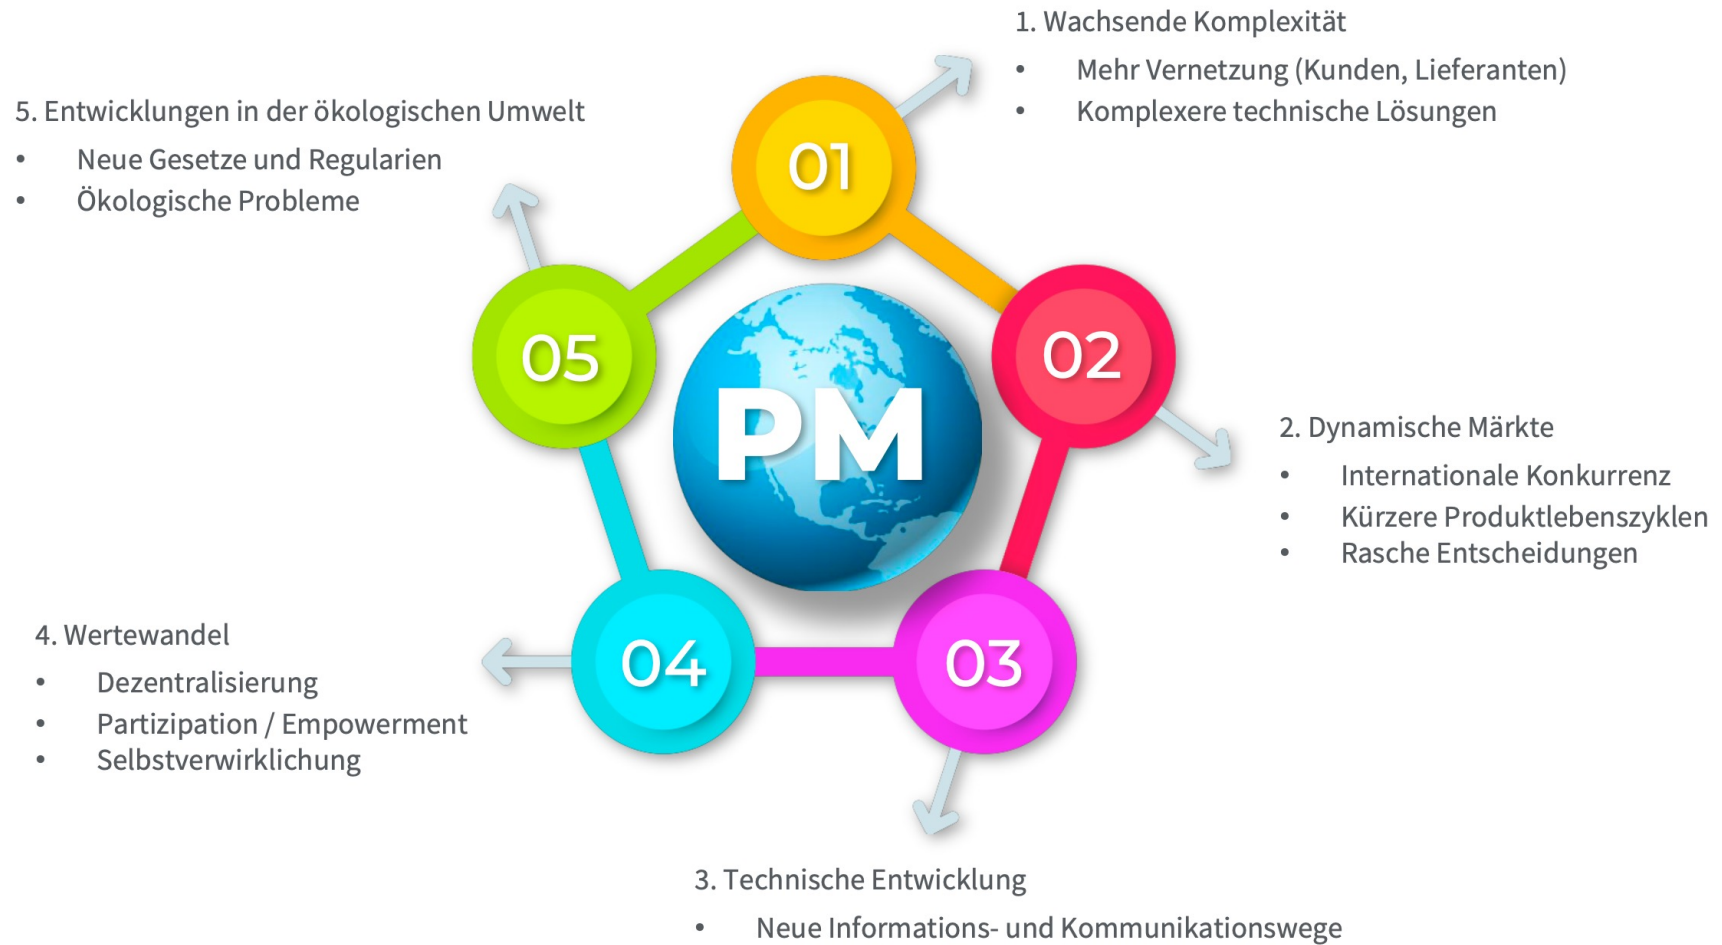 1. Wachsende Komplexität
• Mehr Vernetzung (Kunden, Lieferanten)
• Komplexere technische Lösungen
5. Entwicklungen in der ökologischen Umwelt
• Neue Gesetze und Regularien
• Ökologische Probleme
01
05
02
PM
2. Dynamische Märkte
• Internationale Konkurrenz
• Kürzere Produktlebenszyklen
• Rasche Entscheidungen
04
03
4. Wertewandel
• Dezentralisierung
• Partizipation / Empowerment
• Selbstverwirklichung
3. Technische Entwicklung
• Neue Informations- und Kommunikationswege